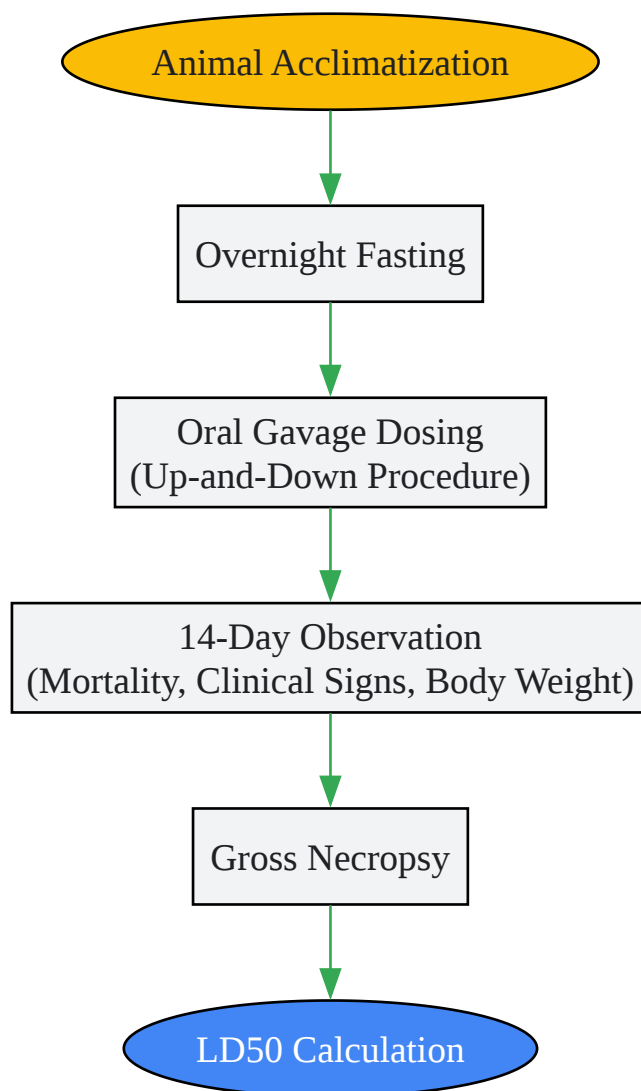 Animal Acclimatization
Overnight Fasting
Oral Gavage Dosing
(Up-and-Down Procedure)
14-Day Observation
(Mortality, Clinical Signs, Body Weight)
Gross Necropsy
LD50 Calculation